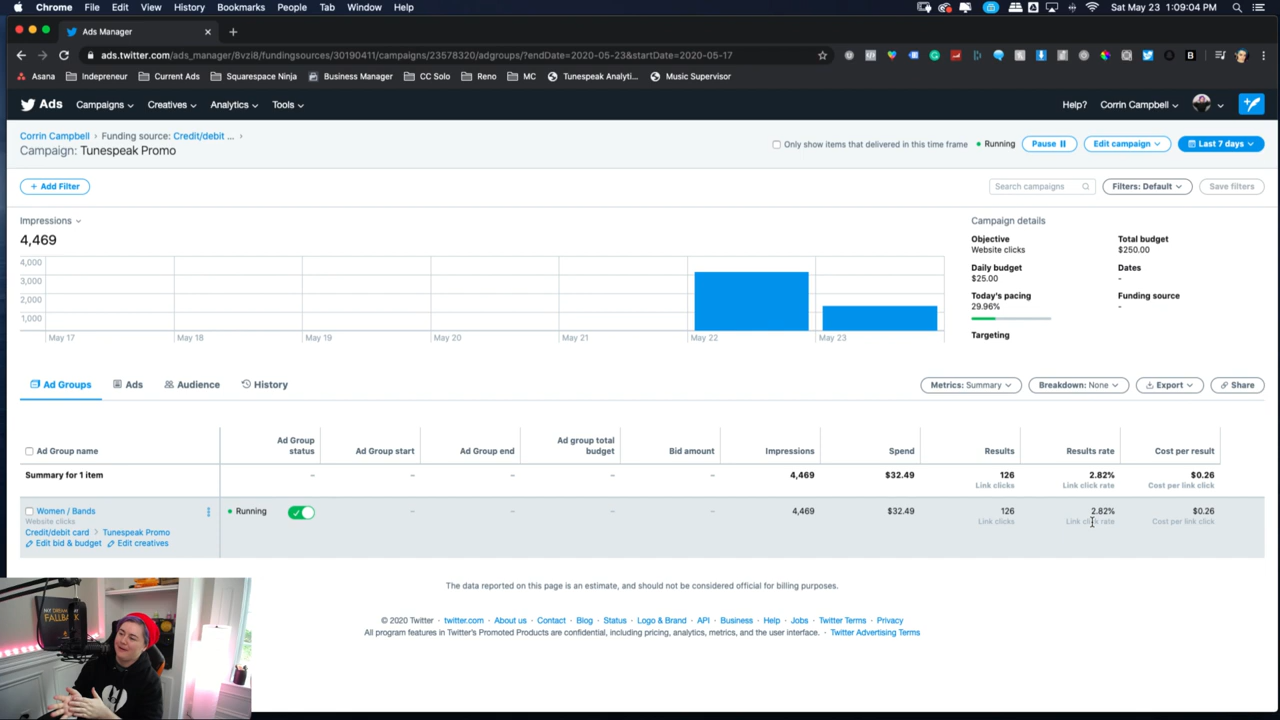 Chrome File Edit View History Bookmarks People Tab Window Help Sat May 23 1:09:04 PM
Ads Manager
ads.twitter.com/ads_manager/8vzi8/fundingsources/30190411/campaigns/23578320/adgroups/?endDate=2020-05-23&startDate=2020-05-17
Asana Indepreneur Current Ads Squarespace Ninja Business Manager CC Solo Reno MC Tunespeak Analyti... Music Supervisor
Ads Campaigns Creatives Analytics Tools Help? Corrin Campbell
Corrin Campbell › Funding source: Credit/debit ... ›
Campaign: Tunespeak Promo
Only show items that delivered in this time frame Running Pause Edit campaign Last 7 days
+ Add Filter Search campaigns Filters: Default Save filters
Impressions
4,469
4,000
3,000
2,000
1,000
May 17 May 18 May 19 May 20 May 21 May 22 May 23
Campaign details
Objective Total budget
Website clicks $250.00
Daily budget Dates
$25.00 -
Today's pacing Funding source
29.96% -
Targeting
Ad Groups Ads Audience History Metrics: Summary Breakdown: None Export Share
Ad Group name Ad Group status Ad Group start Ad Group end Ad group total budget Bid amount Impressions Spend Results Results rate Cost per result
Summary for 1 item – – – – – 4,469 $32.49 126 2.82% $0.26
Link clicks Link click rate Cost per link click
Women / Bands Running – – – – 4,469 $32.49 126 2.82% $0.26
Website clicks Link clicks Link click rate Cost per link click
Credit/debit card › Tunespeak Promo
Edit bid & budget Edit creatives
The data reported on this page is an estimate, and should not be considered official for billing purposes.
© 2020 Twitter · twitter.com · About us · Contact · Blog · Status · Logo & Brand · API · Business · Help · Jobs · Twitter Terms · Privacy
All program features in Twitter's Promoted Products are confidential, including pricing, analytics, metrics, and the user interface. · Twitter Advertising Terms
FALLBACK